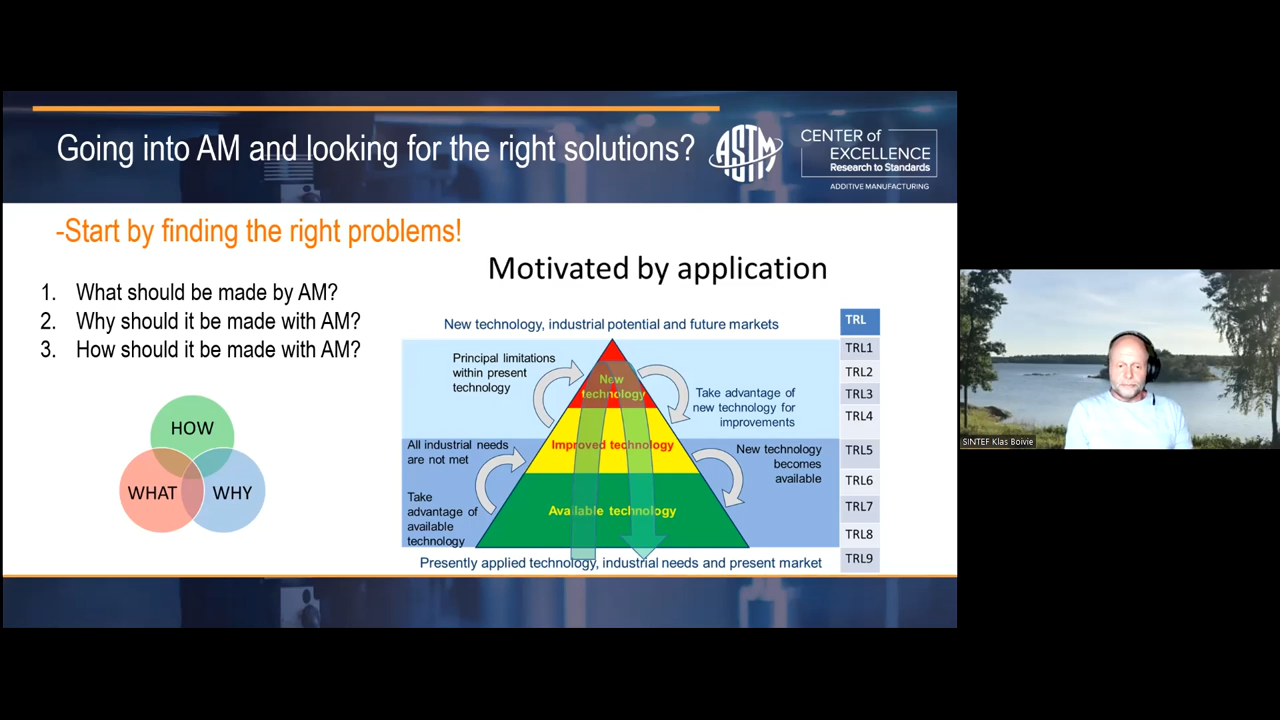 Going into AM and looking for the right solutions?
ASTM
CENTER of
EXCELLENCE
Research to Standards
ADDITIVE MANUFACTURING
-Start by finding the right problems!
1. What should be made by AM?
2. Why should it be made with AM?
3. How should it be made with AM?
HOW
WHAT
WHY
Motivated by application
New technology, industrial potential and future markets
Principal limitations
within present
technology
New
technology
Take advantage of
new technology for
improvements
All industrial needs
are not met
Improved technology
New technology
becomes
available
Take
advantage of
available
technology
Available technology
Presently applied technology, industrial needs and present market
TRL
TRL1
TRL2
TRL3
TRL4
TRL5
TRL6
TRL7
TRL8
TRL9
SINTEF Klas Boivie